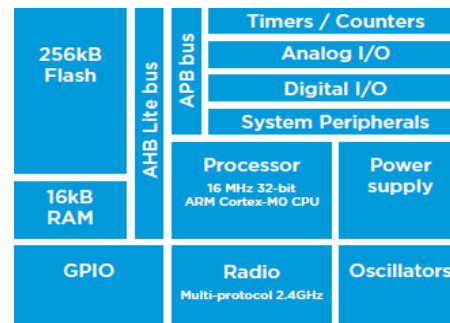 256kB
Flash
AHB Lite bus
APB bus
Timers / Counters
Analog I/O
Digital I/O
System Peripherals
16kB
RAM
Processor
16 MHz 32-bit
ARM Cortex-M0 CPU
Power
supply
GPIO
Radio
Multi-protocol 2.4GHz
Oscillators